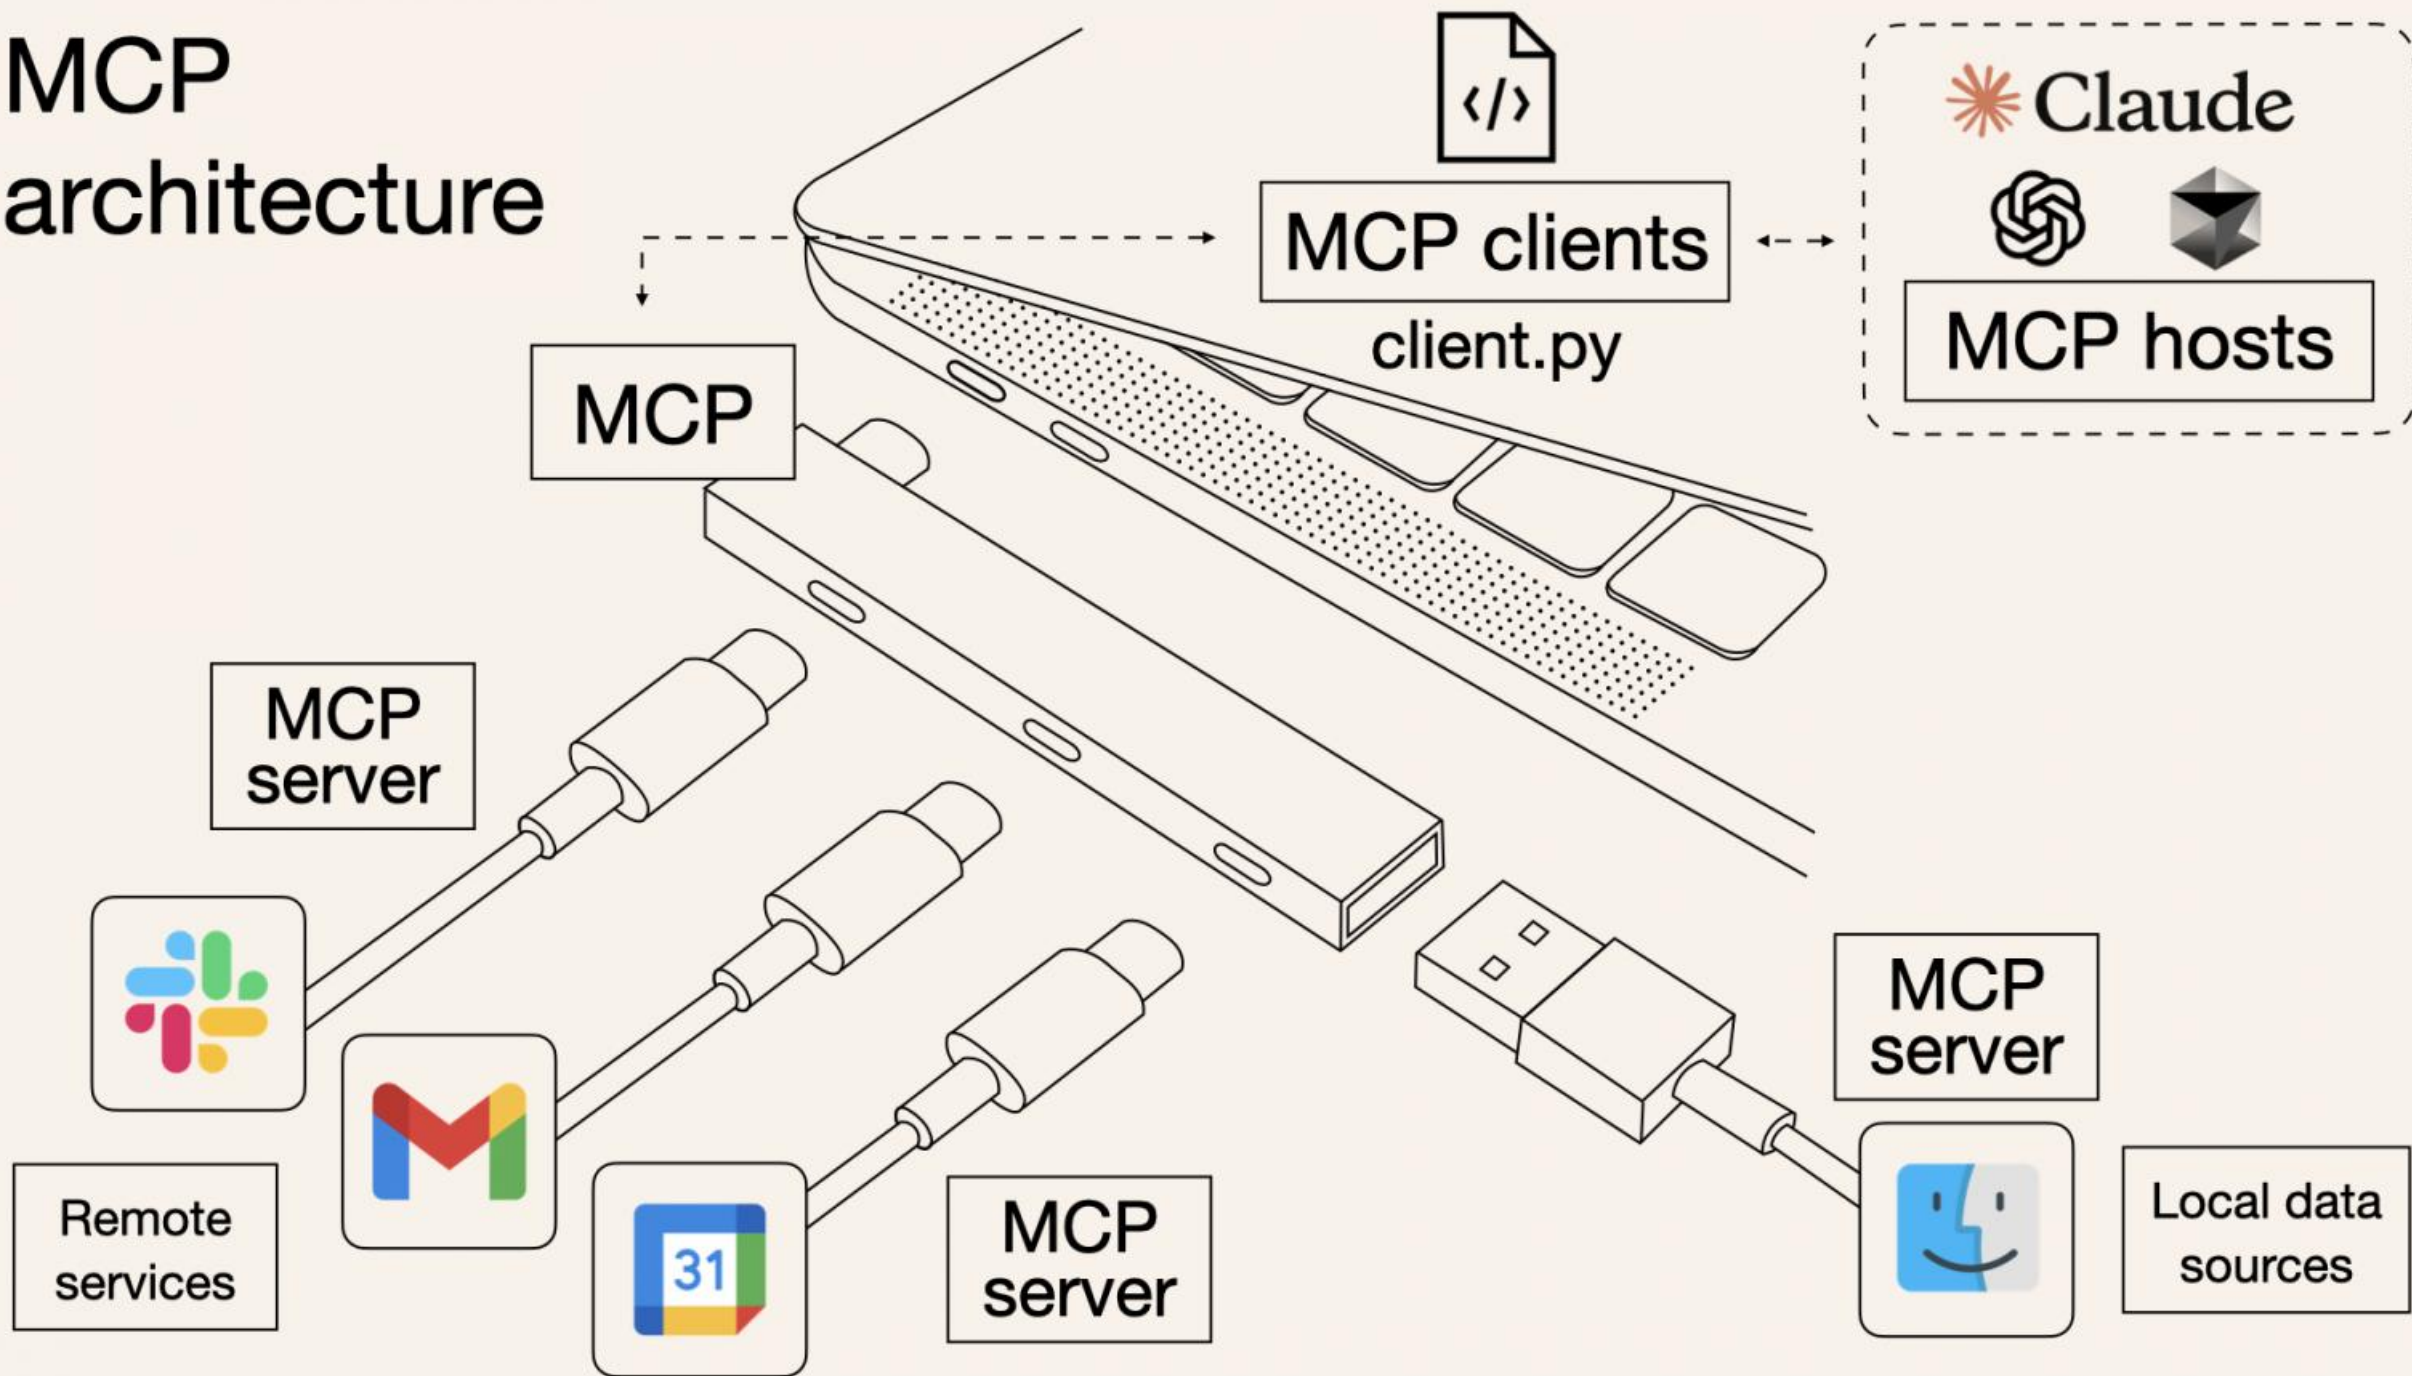 MCP
architecture
</>
MCP clients
client.py
Claude
MCP hosts
MCP
MCP
server
Remote
services
31
MCP
server
MCP
server
Local data
sources